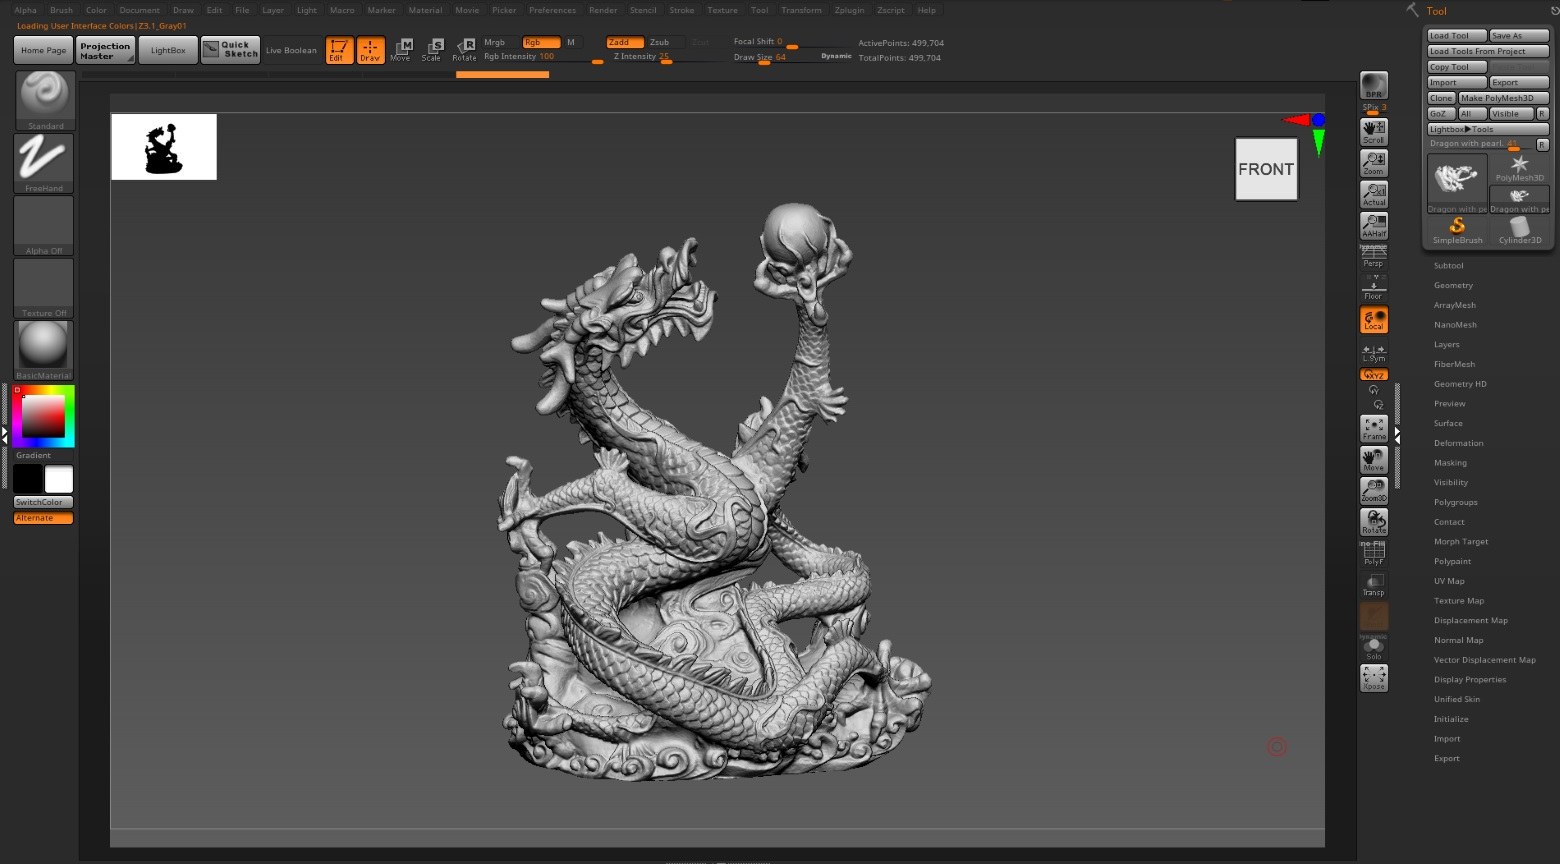 Alpha Brush Color Document Draw Edit File Layer Light Macro Marker Material Movie Picker Preferences Render Stencil Stroke Texture Tool Transform Zplugin Zscript Help
Loading User Interface Colors|Z3.1_Gray01
Home Page
Projection Master
LightBox
Quick Sketch
Live Boolean
Edit
Draw
Move
Scale
Rotate
Mrgb Rgb M
Rgb Intensity 100
Zadd Zsub
Z Intensity 25
Focal Shift 0
Draw Size 64
Dynamic
ActivePoints: 499,704
TotalPoints: 499,704
Standard
FreeHand
Alpha Off
Texture Off
BasicMaterial
Gradient
SwitchColor
Alternate
FRONT
BPR
SPix 3
Scroll
Zoom
Actual
AAHalf
Persp
Floor
Local
L.Sym
XYZ
Frame
Move
Zoom3D
Rotate
PolyF
Transp
Solo
Xpose
Tool
Load Tool Save As
Load Tools From Project
Copy Tool
Import Export
Clone Make PolyMesh3D
GoZ All Visible R
Lightbox▶Tools
Dragon with pearl. 41 R
PolyMesh3D
Dragon with pe Dragon with pe
SimpleBrush Cylinder3D
Subtool
Geometry
ArrayMesh
NanoMesh
Layers
FiberMesh
Geometry HD
Preview
Surface
Deformation
Masking
Visibility
Polygroups
Contact
Morph Target
Polypaint
UV Map
Texture Map
Displacement Map
Normal Map
Vector Displacement Map
Display Properties
Unified Skin
Initialize
Import
Export